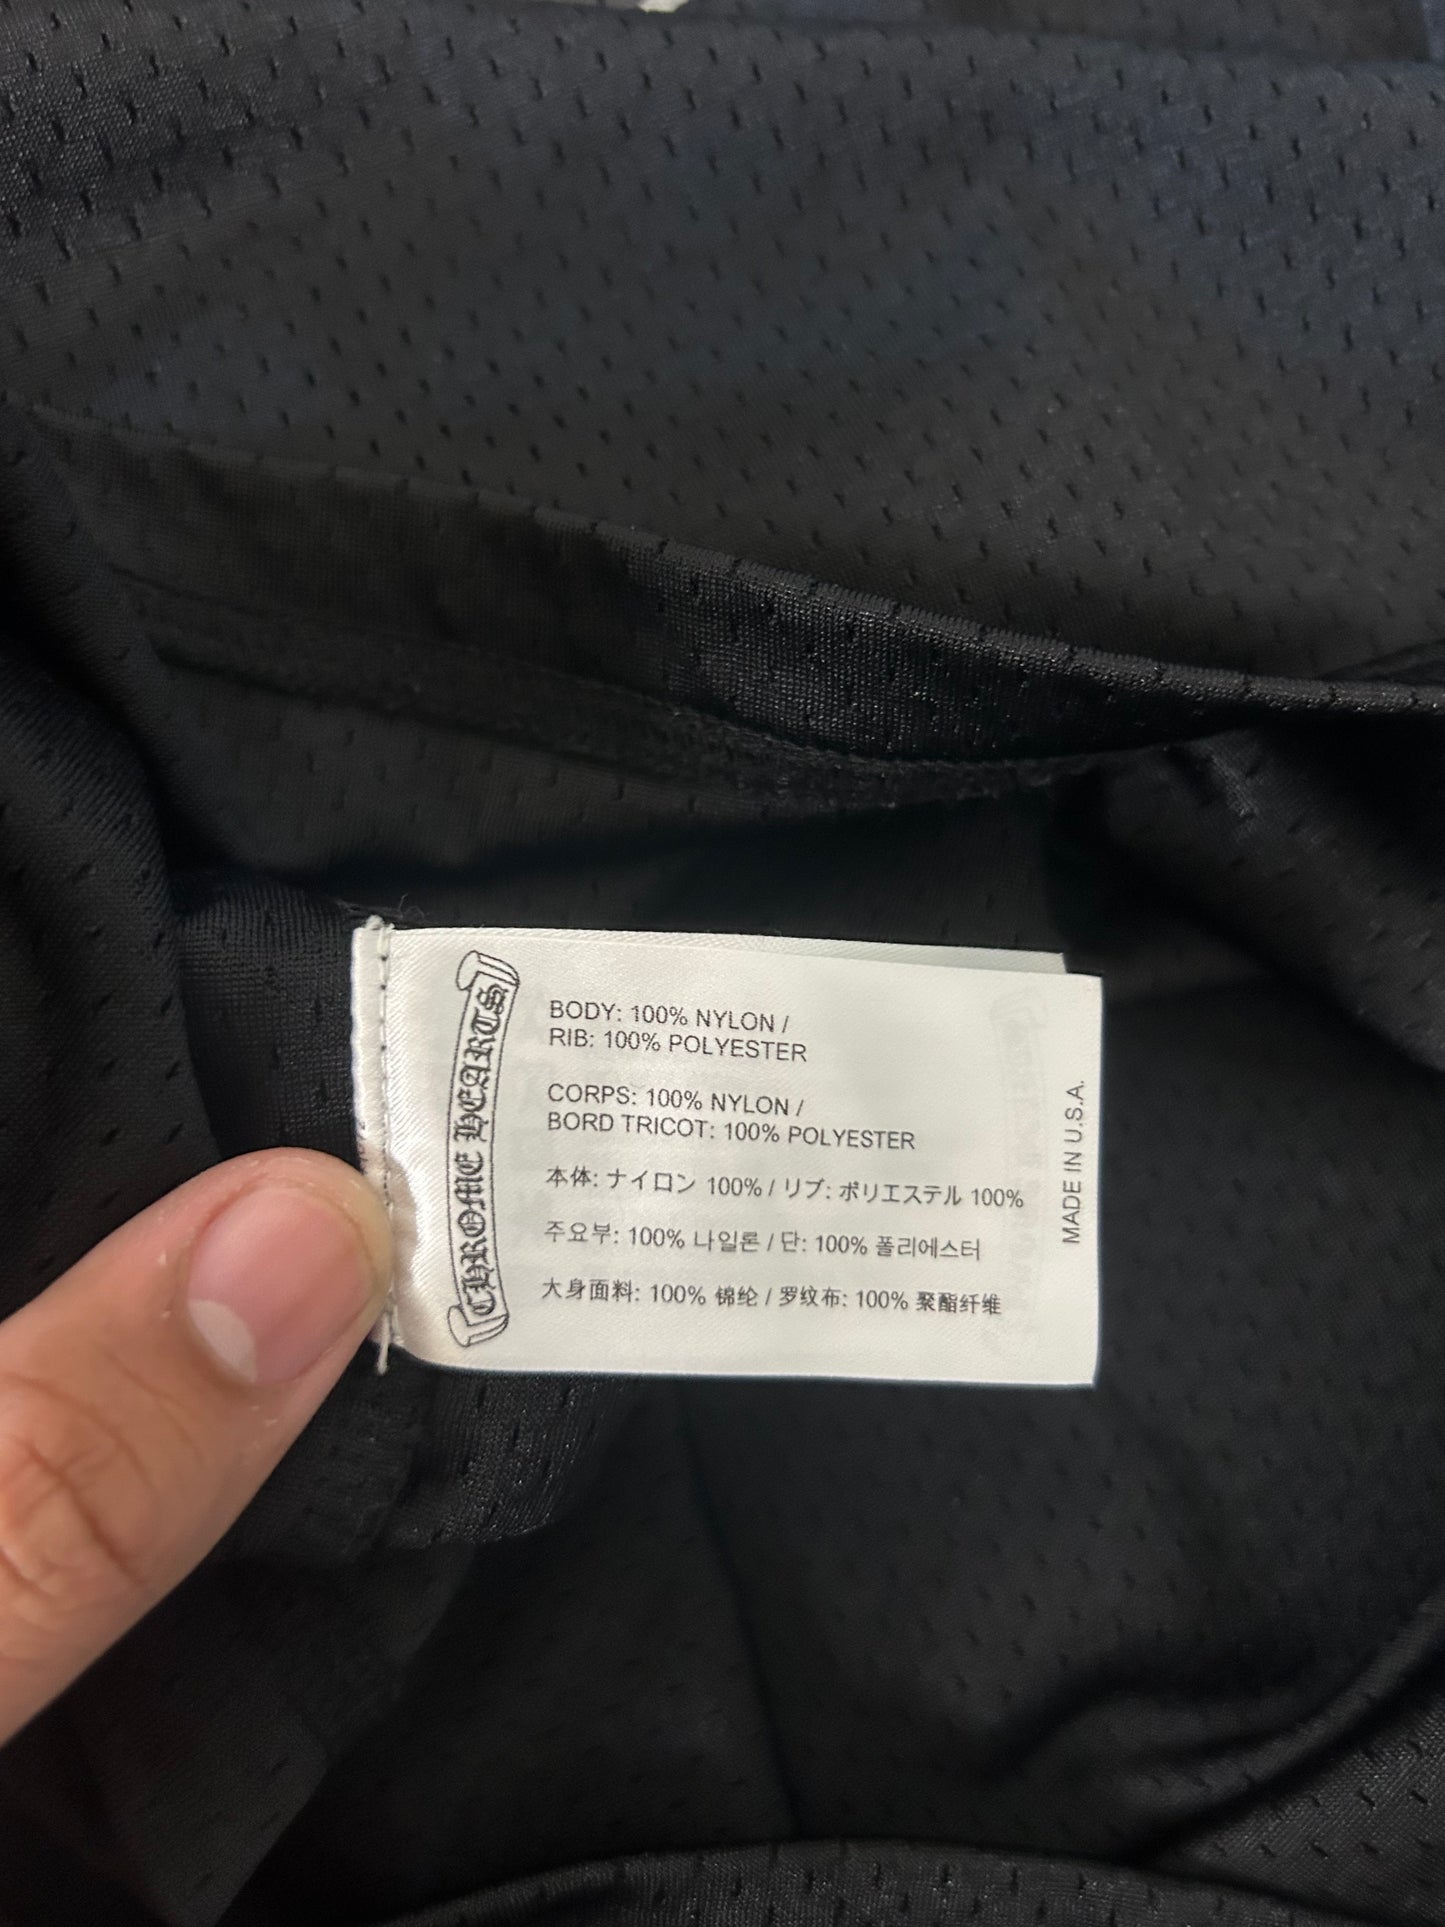 CHROME HEARTS
BODY: 100% NYLON /
RIB: 100% POLYESTER
CORPS: 100% NYLON /
BORD TRICOT: 100% POLYESTER
本体: ナイロン 100% / リブ: ポリエステル 100%
주요부: 100% 나일론 / 단: 100% 폴리에스터
大身面料: 100% 锦纶 / 罗纹布: 100% 聚酯纤维
MADE IN U.S.A.